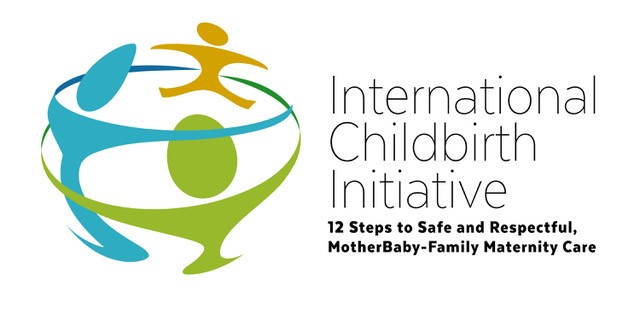 International
Childbirth
Initiative
12 Steps to Safe and Respectful,
MotherBaby-Family Maternity Care